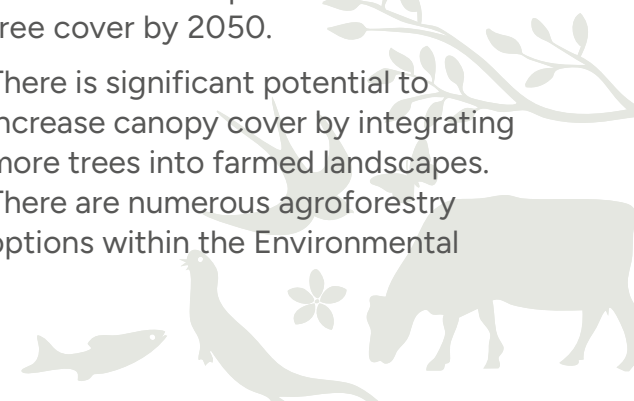 ree cover by 2050.
There is significant potential to
ncrease canopy cover by integrating
more trees into farmed landscapes.
There are numerous agroforestry
options within the Environmental